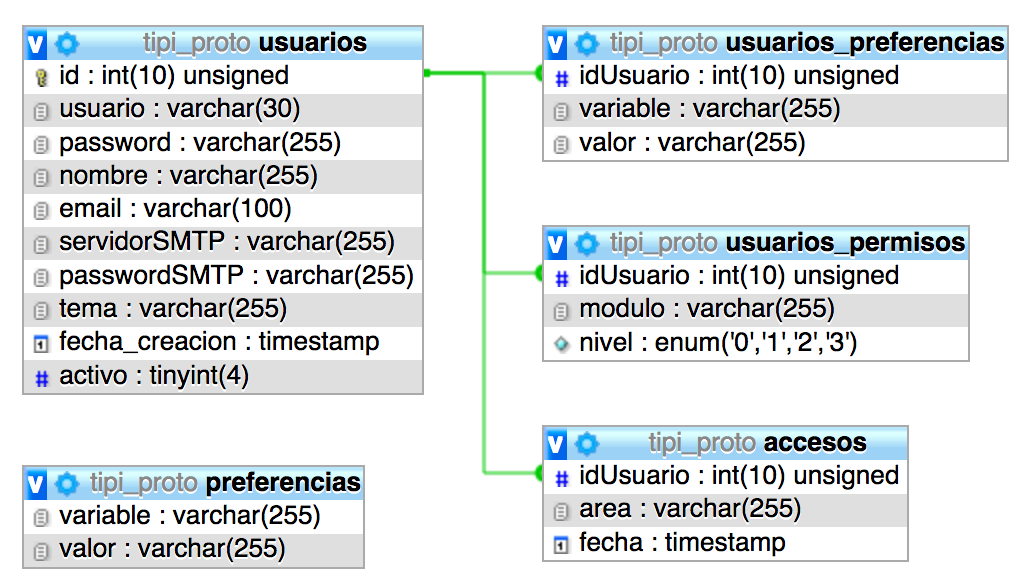 V tipi_proto usuarios
id : int(10) unsigned
usuario : varchar(30)
password : varchar(255)
nombre : varchar(255)
email : varchar(100)
servidorSMTP : varchar(255)
passwordSMTP : varchar(255)
tema : varchar(255)
1 fecha_creacion : timestamp
# activo : tinyint(4)
V tipi_proto preferencias
variable : varchar(255)
valor : varchar(255)
V tipi_proto usuarios_preferencias
# idUsuario : int(10) unsigned
variable : varchar(255)
valor : varchar(255)
V tipi_proto usuarios_permisos
# idUsuario : int(10) unsigned
modulo : varchar(255)
nivel : enum('0','1','2','3')
V tipi_proto accesos
# idUsuario : int(10) unsigned
area : varchar(255)
1 fecha : timestamp